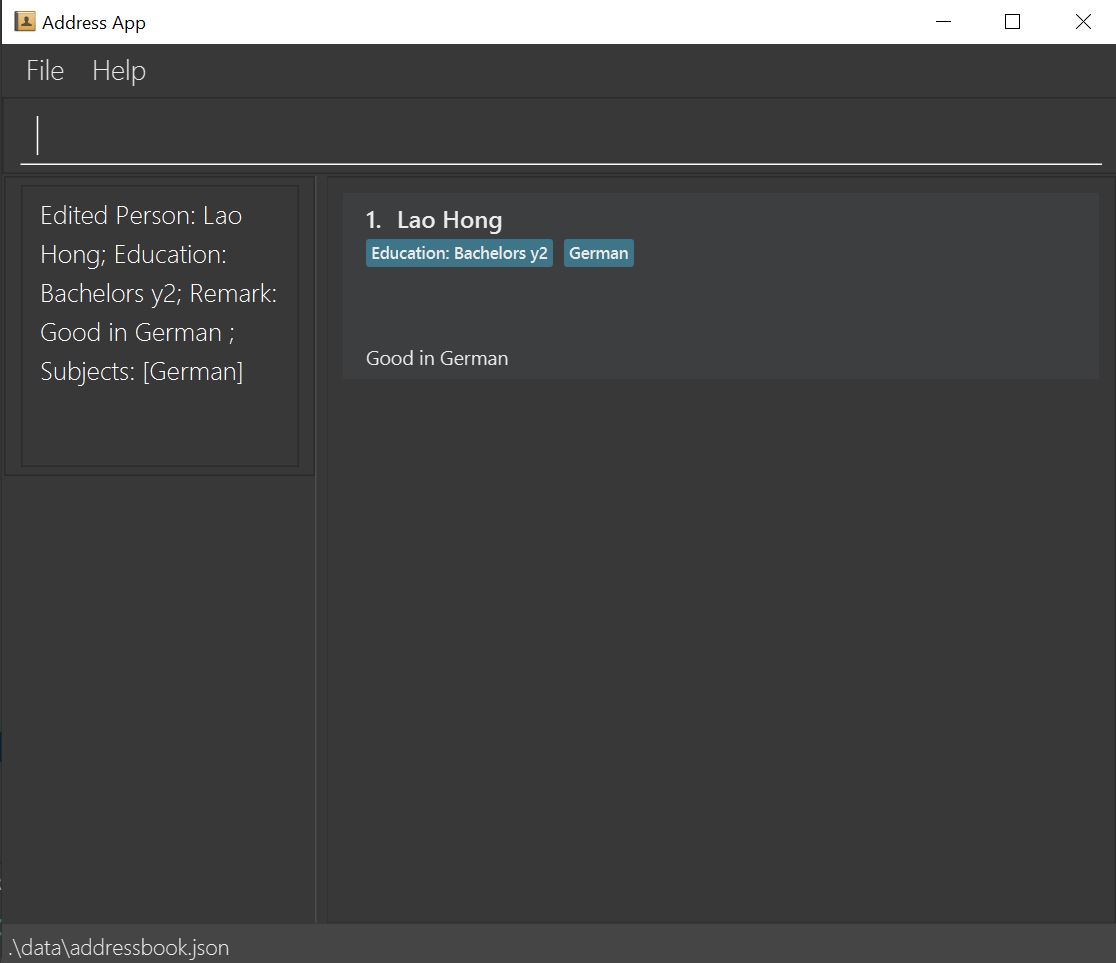 Address App
File Help
Edited Person: Lao
Hong; Education:
Bachelors y2; Remark:
Good in German ;
Subjects: [German]
1. Lao Hong
Education: Bachelors y2 German
Good in German
.\data\addressbook.json